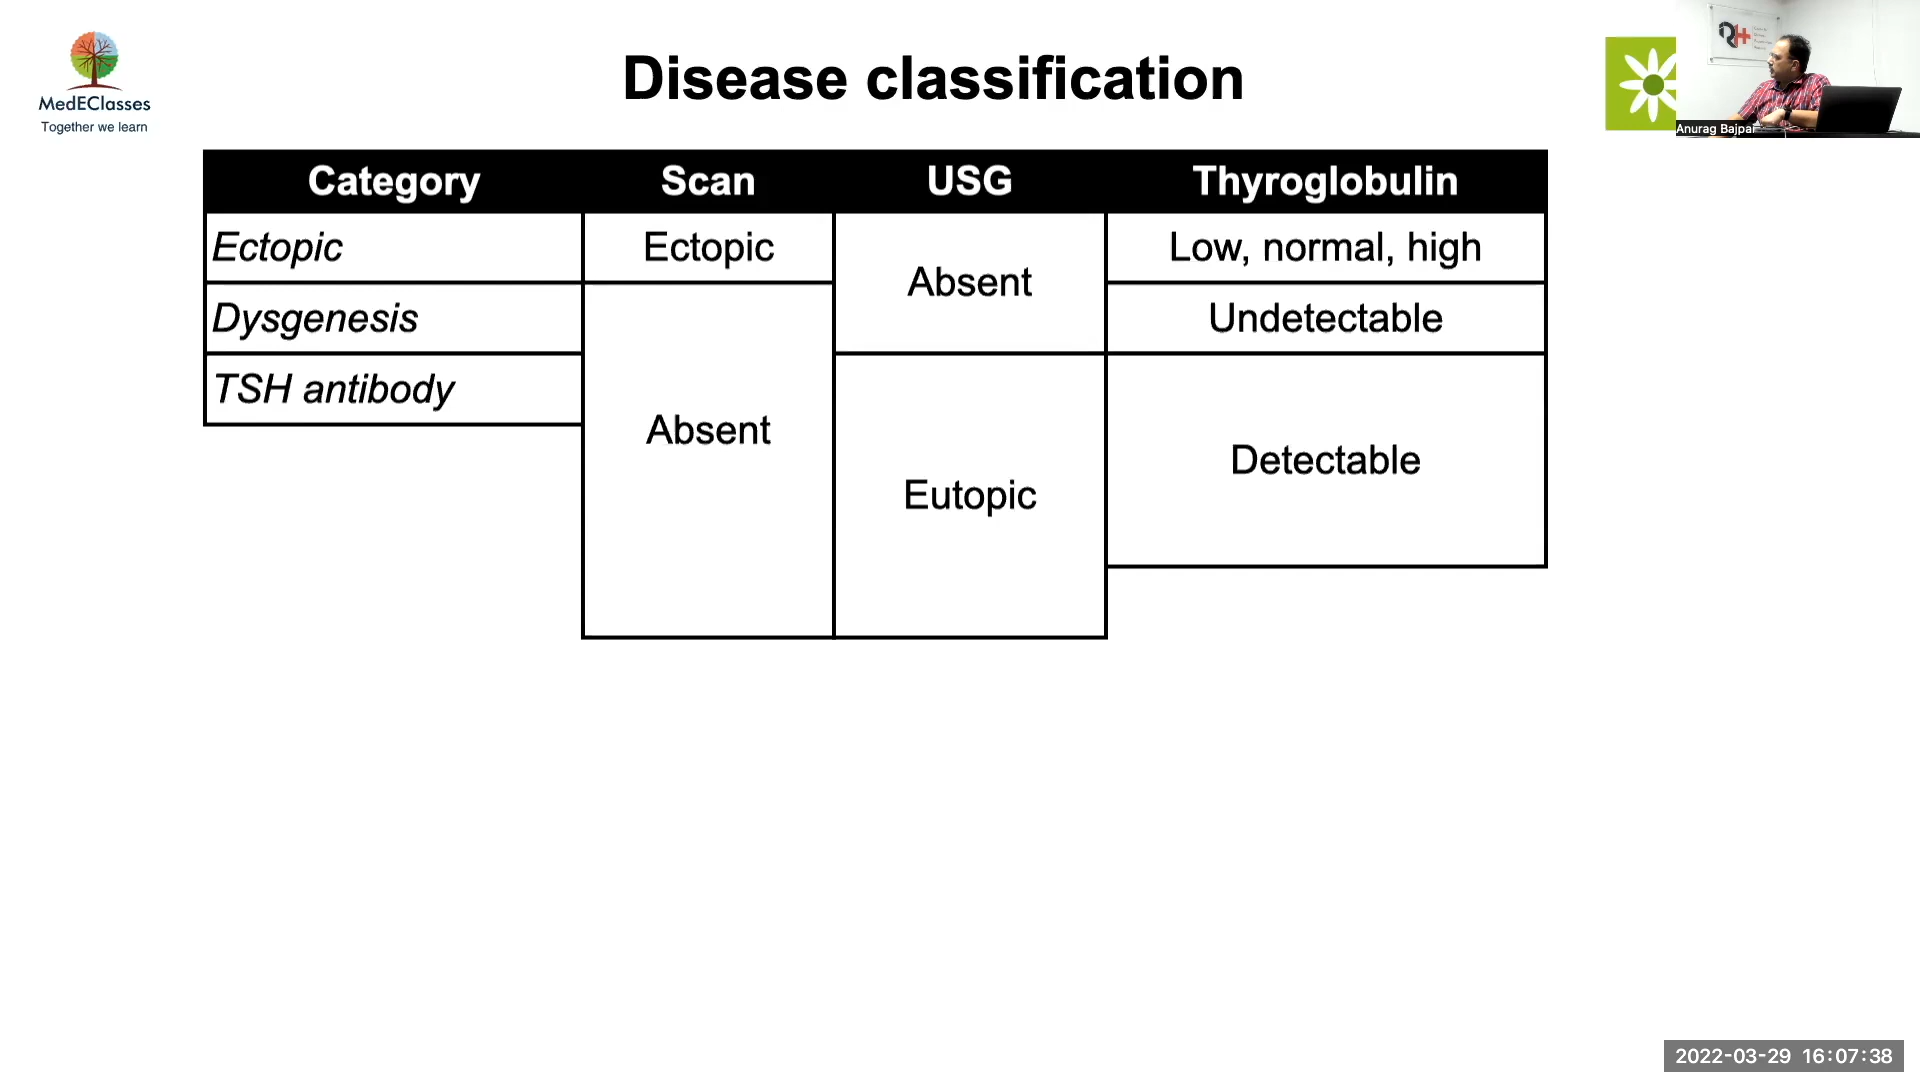 MedEClasses
Together we learn
Disease classification
Anurag Bajpai
Category Scan USG Thyroglobulin
Ectopic Ectopic Absent Low, normal, high
Dysgenesis Absent Undetectable
TSH antibody Eutopic Detectable
2022-03-29 16:07:38